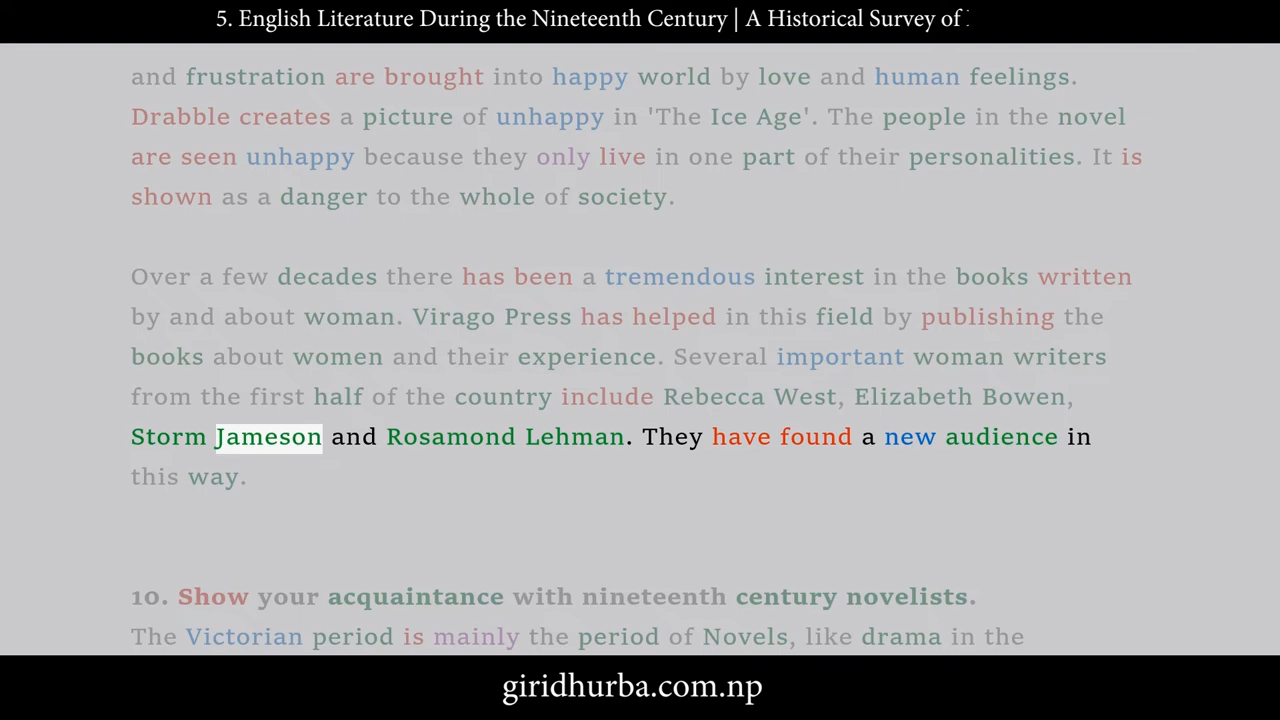 5. English Literature During the Nineteenth Century | A Historical Survey of
and frustration are brought into happy world by love and human feelings.
Drabble creates a picture of unhappy in 'The Ice Age'. The people in the novel
are seen unhappy because they only live in one part of their personalities. It is
shown as a danger to the whole of society.
Over a few decades there has been a tremendous interest in the books written
by and about woman. Virago Press has helped in this field by publishing the
books about women and their experience. Several important woman writers
from the first half of the country include Rebecca West, Elizabeth Bowen,
Storm Jameson and Rosamond Lehman. They have found a new audience in
this way.
10. Show your acquaintance with nineteenth century novelists.
The Victorian period is mainly the period of Novels, like drama in the
giridhurba.com.np